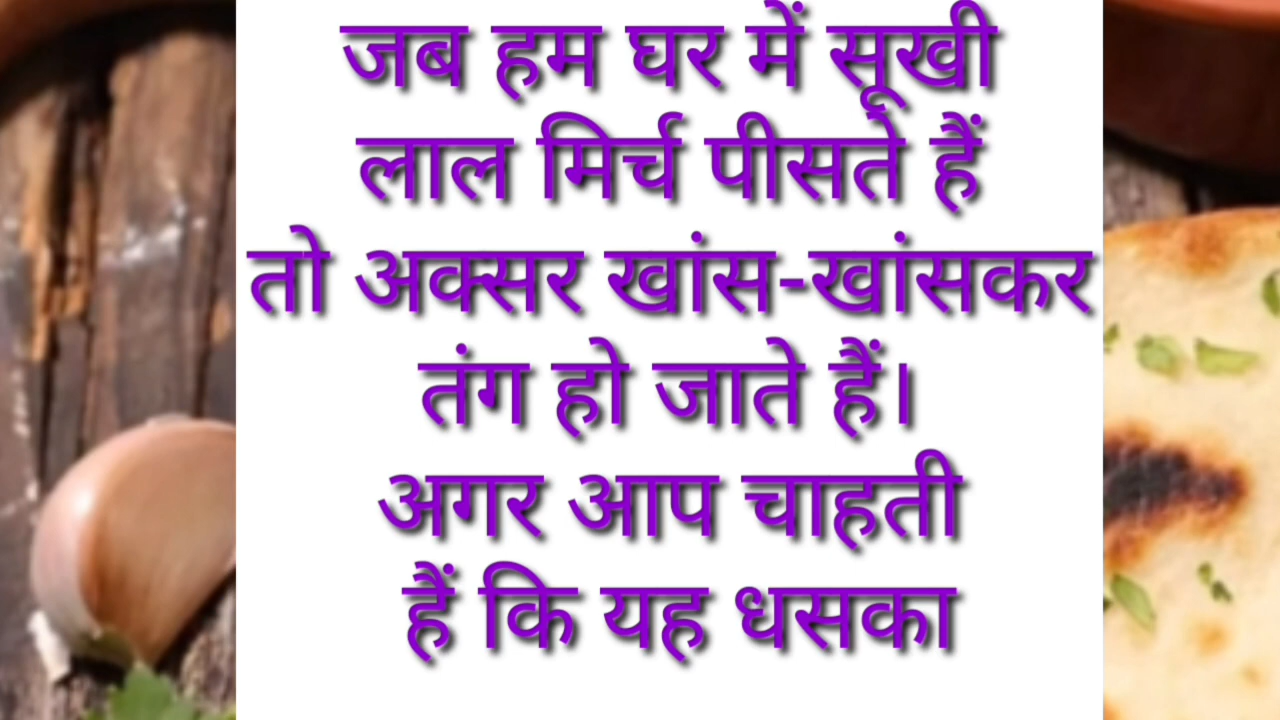 जब हम घर में सूखी
लाल मिर्च पीसते हैं
तो अक्सर खांस-खांसकर
तंग हो जाते हैं।
अगर आप चाहती
हैं कि यह धसका